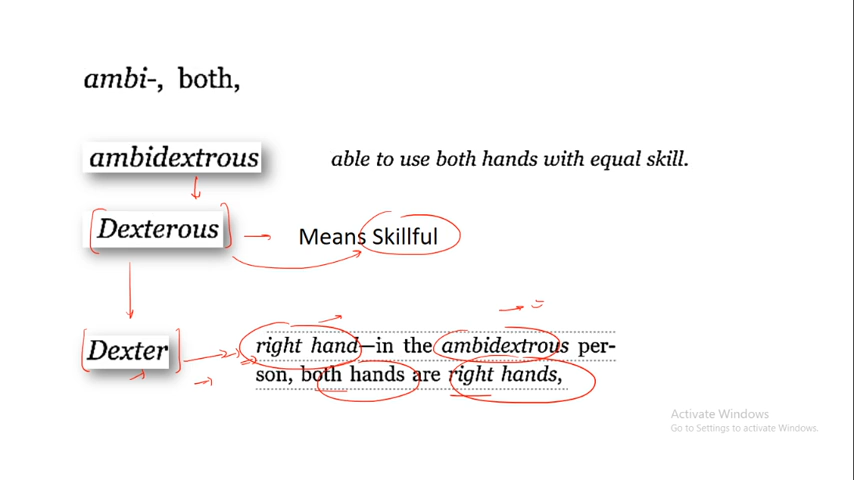 ambi-, both,
ambidextrous able to use both hands with equal skill.
Dexterous Means Skillful
Dexter right hand—in the ambidextrous per-
son, both hands are right hands,
Activate Windows
Go to Settings to activate Windows.